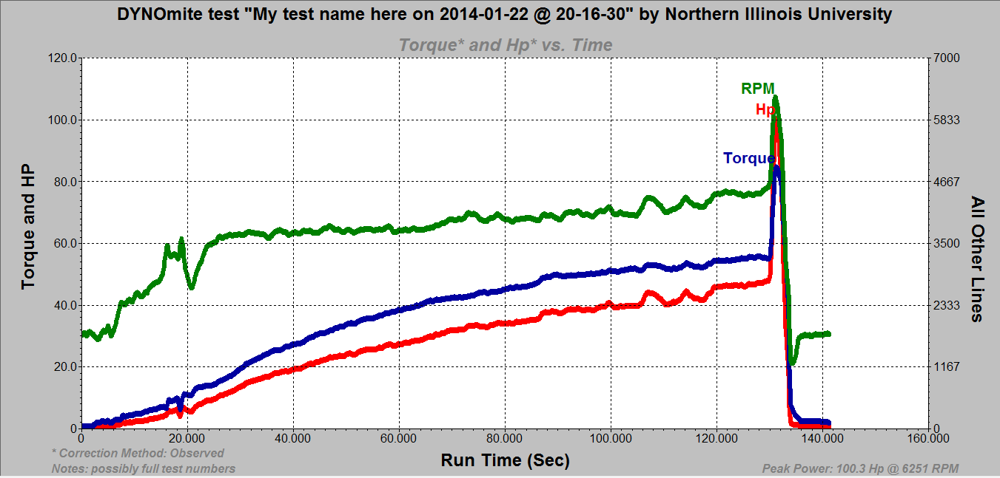 DYNOmite test "My test name here on 2014-01-22 @ 20-16-30" by Northern Illinois University
Torque* and Hp* vs. Time
120.0
100.0
80.0
60.0
40.0
20.0
0
Torque and HP
RPM
Hp
Torque
7000
5833
4667
3500
2333
1167
0
All Other Lines
0 20.000 40.000 60.000 80.000 100.000 120.000 140.000 160.000
Run Time (Sec)
* Correction Method: Observed
Notes: possibly full test numbers
Peak Power: 100.3 Hp @ 6251 RPM